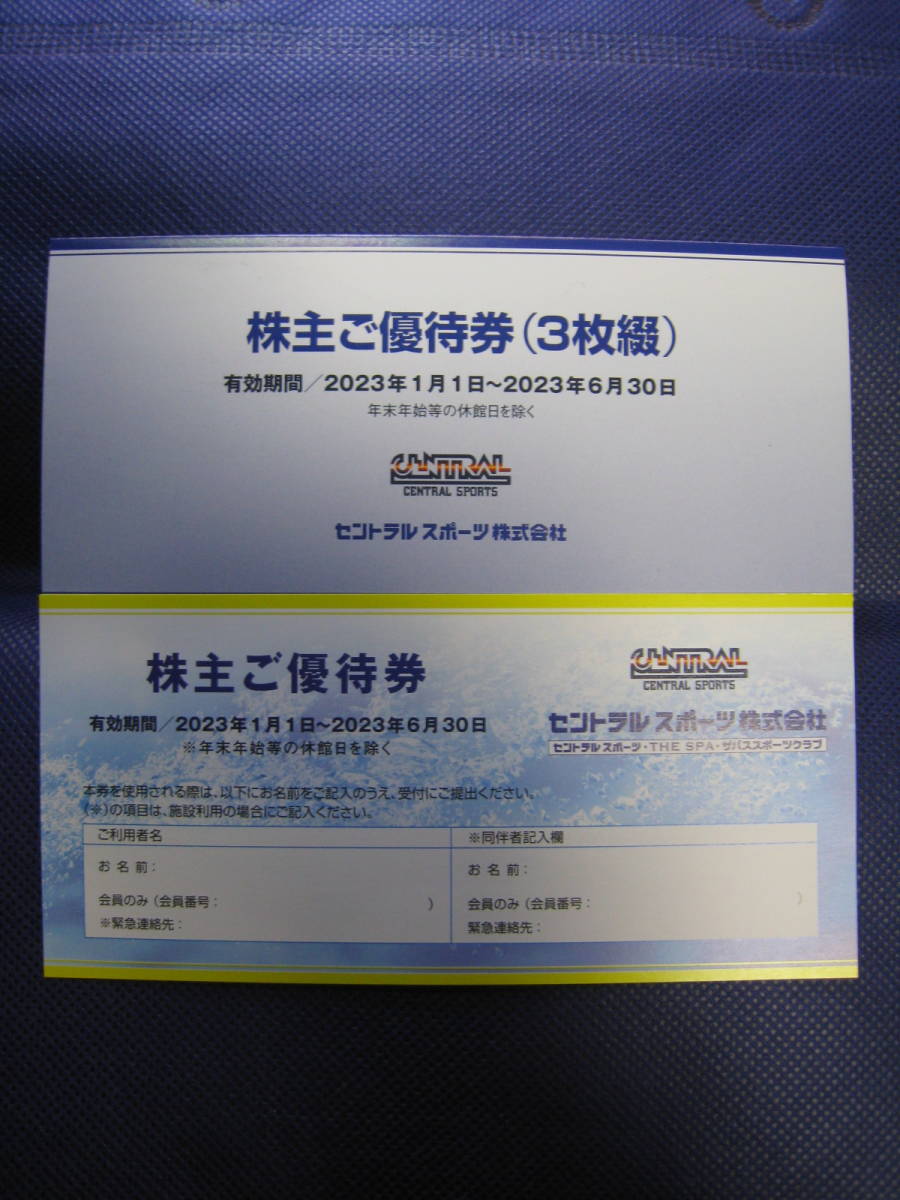 株主ご優待券(3枚綴)
有効期間/2023年1月1日～2023年6月30日
年末年始等の休館日を除く
CENTRAL
CENTRAL SPORTS
セントラルスポーツ株式会社
株主ご優待券
有効期間/2023年1月1日～2023年6月30日
※年末年始等の休館日を除く
CENTRAL
CENTRAL SPORTS
セントラルスポーツ株式会社
セントラルスポーツ・THE SPA・ザバススポーツクラブ
本券を使用される際は、以下にお名前をご記入のうえ、受付にご提出ください。
(※)の項目は、施設利用の場合にご記入ください。
ご利用者名
お名前：
会員のみ(会員番号： )
※緊急連絡先：
※同伴者記入欄
お名前：
会員のみ(会員番号： )
緊急連絡先：